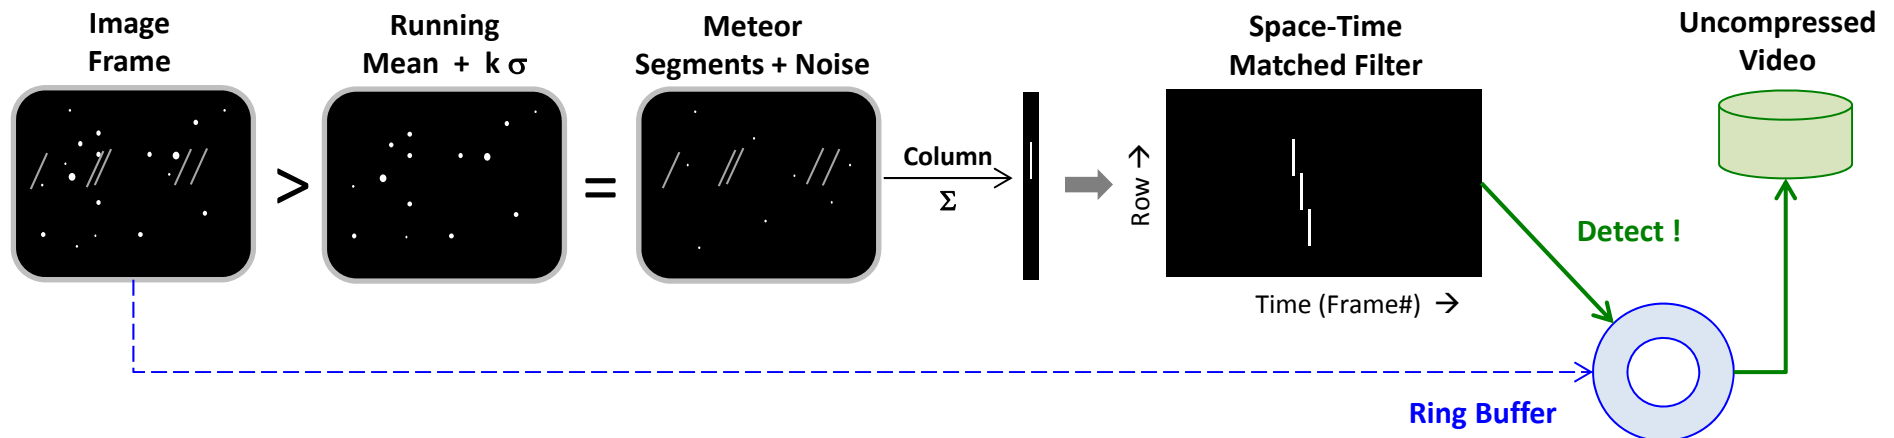 Image
Frame
Running
Mean + k σ
Meteor
Segments + Noise
Space-Time
Matched Filter
Uncompressed
Video
>
=
Column
Σ
Row →
Time (Frame#) →
Detect !
Ring Buffer